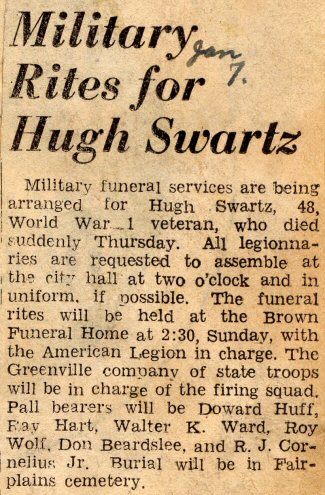 Military
Jan
7.
Rites for
Hugh Swartz
Military funeral services are being
arranged for Hugh Swartz, 48,
World War 1 veteran, who died
suddenly Thursday. All legionna-
ries are requested to assemble at
the city hall at two o'clock and in
uniform, if possible. The funeral
rites will be held at the Brown
Funeral Home at 2:30, Sunday, with
the American Legion in charge. The
Greenville company of state troops
will be in charge of the firing squad.
Pall bearers will be Doward Huff,
Ray Hart, Walter K. Ward, Roy
Wolf, Don Beardslee, and R. J. Cor-
nelius Jr. Burial will be in Fair-
plains cemetery.